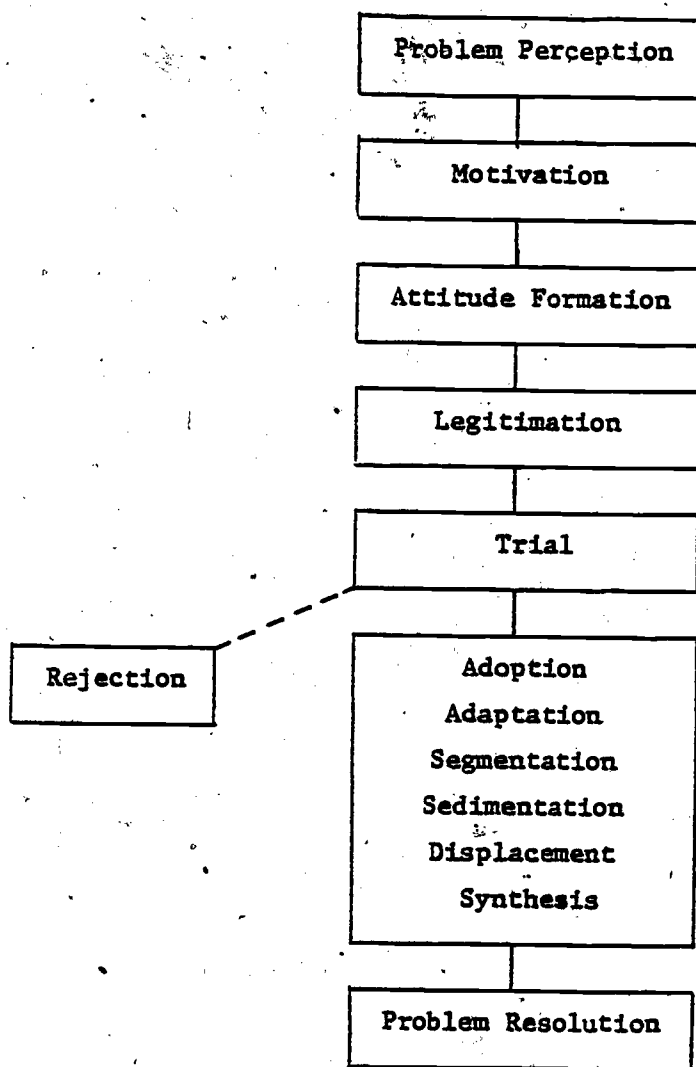 Problem Perception
Motivation
Attitude Formation
Legitimation
Trial
Rejection
Adoption
Adaptation
Segmentation
Sedimentation
Displacement
Synthesis
Problem Resolution